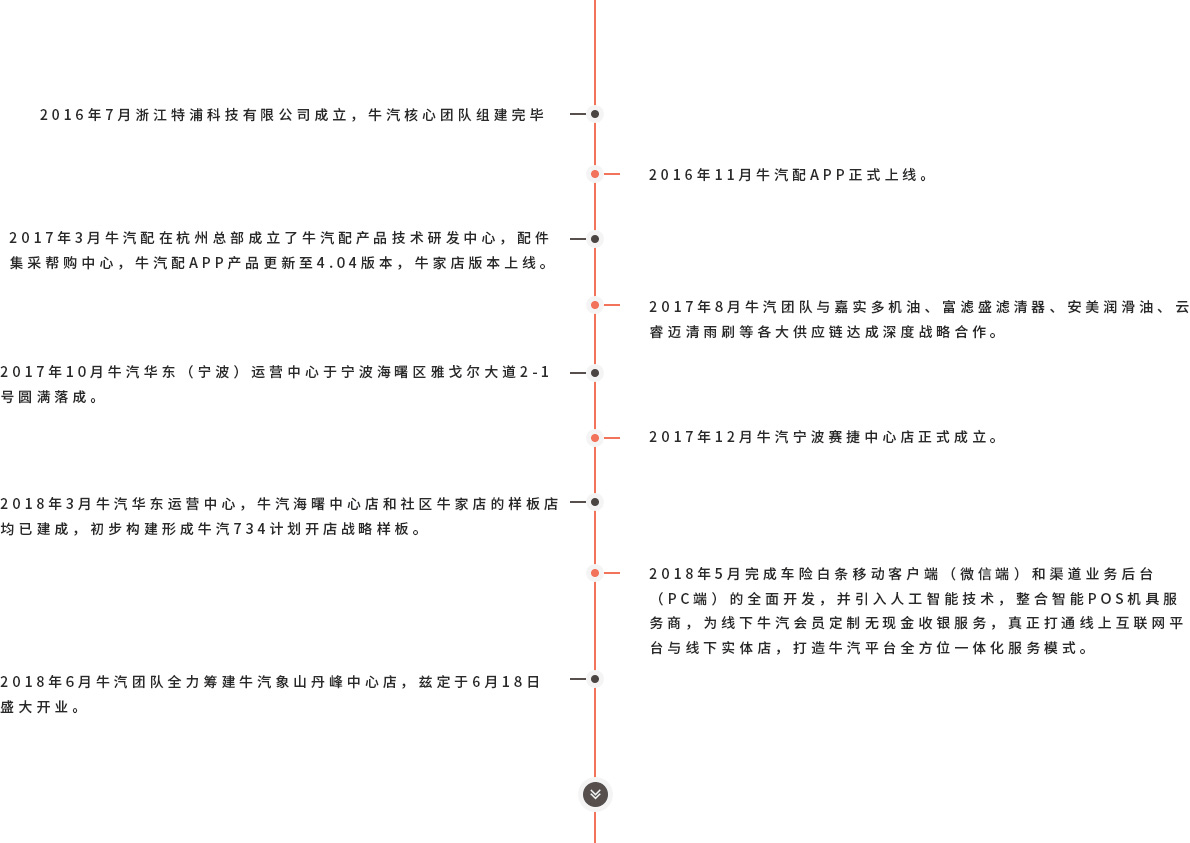 2016年7月浙江特浦科技有限公司成立，牛汽核心团队组建完毕
2016年11月牛汽配APP正式上线。
2017年3月牛汽配在杭州总部成立了牛汽配产品技术研发中心，配件
集采帮购中心，牛汽配APP产品更新至4.04版本，牛家店版本上线。
2017年8月牛汽团队与嘉实多机油、富滤盛滤清器、安美润滑油、云
睿迈清雨刷等各大供应链达成深度战略合作。
2017年10月牛汽华东（宁波）运营中心于宁波海曙区雅戈尔大道2-1
号圆满落成。
2017年12月牛汽宁波赛捷中心店正式成立。
2018年3月牛汽华东运营中心，牛汽海曙中心店和社区牛家店的样板店
均已建成，初步构建形成牛汽734计划开店战略样板。
2018年5月完成车险白条移动客户端（微信端）和渠道业务后台
（PC端）的全面开发，并引入人工智能技术，整合智能POS机具服
务商，为线下牛汽会员定制无现金收银服务，真正打通线上互联网平
台与线下实体店，打造牛汽平台全方位一体化服务模式。
2018年6月牛汽团队全力筹建牛汽象山丹峰中心店，兹定于6月18日
盛大开业。